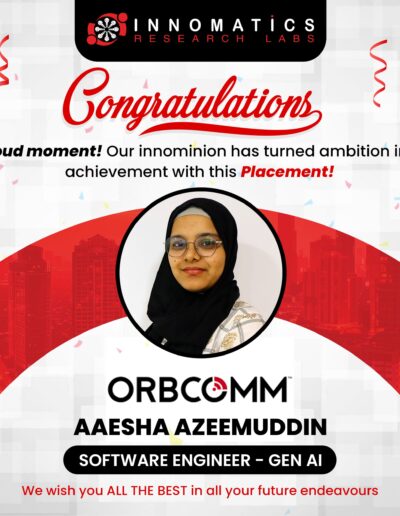 INNOMATICS
RESEARCH LABS
Congratulations
oud moment! Our innominion has turned ambition in
achievement with this Placement!
ORBCOMM™
AAESHA AZEEMUDDIN
SOFTWARE ENGINEER - GEN AI
We wish you ALL THE BEST in all your future endeavours